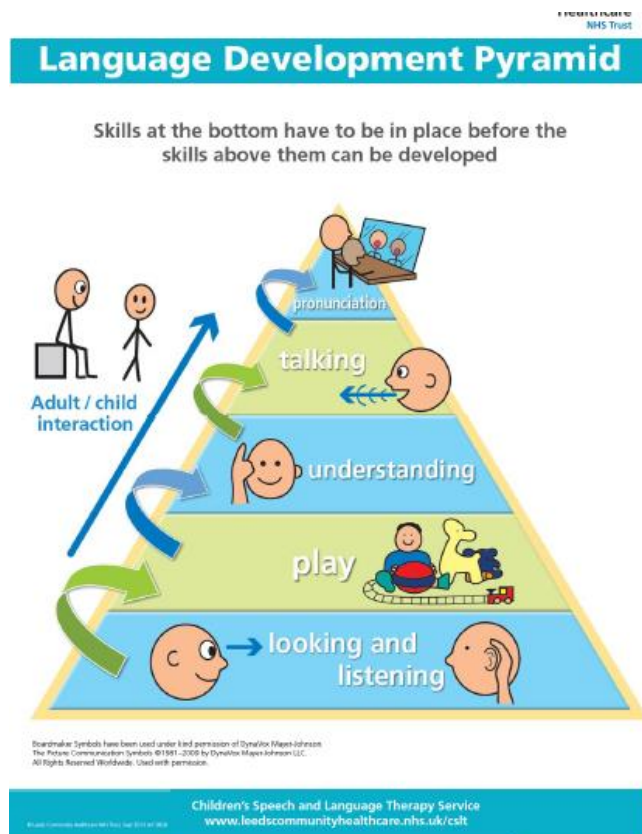 Healthcare
NHS Trust
Language Development Pyramid
Skills at the bottom have to be in place before the
skills above them can be developed
pronunciation
talking
Adult / child
interaction
understanding
play
looking and
listening
Boardmaker Symbols have been used under kind permission of DynaVox Mayer-Johnson
The Picture Communication Symbols ©1981–2009 by DynaVox Mayer-Johnson LLC.
All Rights Reserved Worldwide. Used with permission.
Children's Speech and Language Therapy Service
www.leedscommunityhealthcare.nhs.uk/cslt